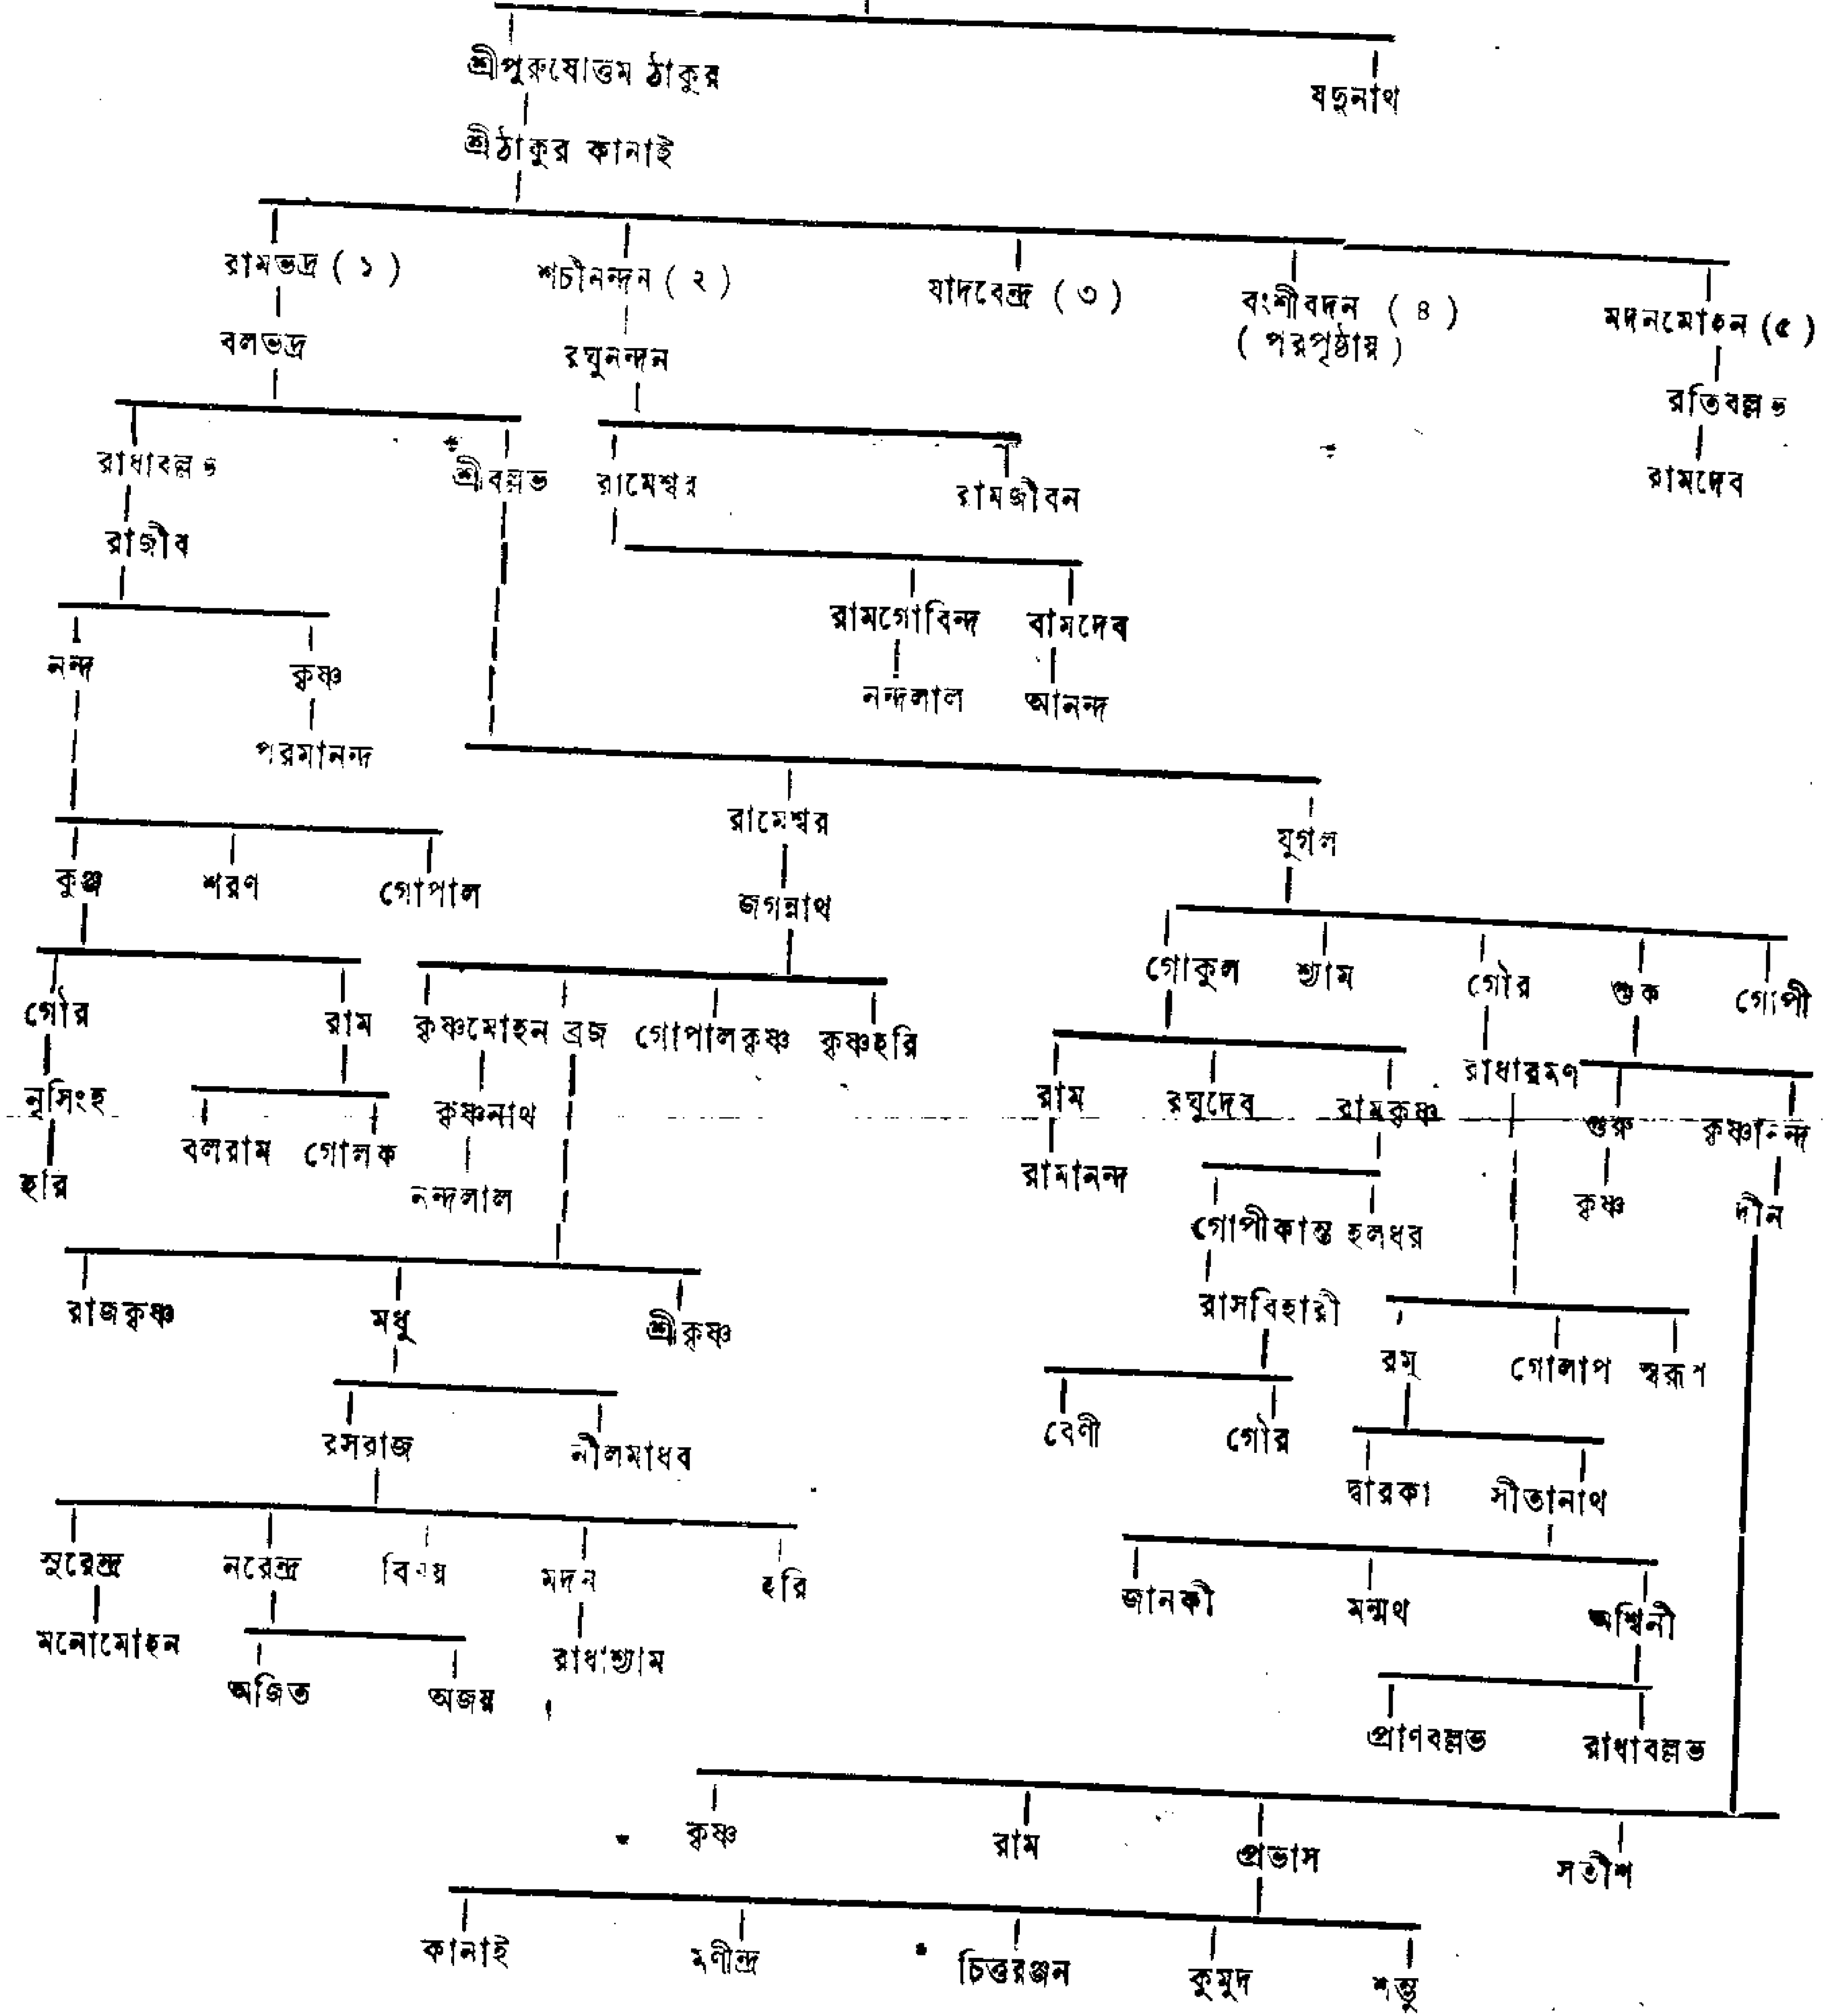 শ্রীপুরুষোত্তম ঠাকুর যদুনাথ
শ্রীঠাকুর কানাই
রামভদ্র ( ১ ) শচীনন্দন ( ২ ) যাদবেন্দ্র ( ৩ ) বংশীবদন ( ৪ ) মদনমোহন (৫)
( পরপৃষ্ঠায় )
বলভদ্র রঘুনন্দন রতিবল্লভ
রাধাবল্লভ শ্রীবল্লভ রামেশ্বর রামজীবন রামদেব
রাজীব
রামগোবিন্দ বামদেব
নন্দ কৃষ্ণ নন্দলাল আনন্দ
পরমানন্দ
রামেশ্বর যুগল
কুঞ্জ শরণ গোপাল জগন্নাথ
গোকুল শ্যাম গৌর শুক গোপী
গৌর রাম কৃষ্ণমোহন ব্রজ গোপালকৃষ্ণ কৃষ্ণহরি
নৃসিংহ কৃষ্ণনাথ রাম রঘুদেব রামকৃষ্ণ রাধারমণ গুরু কৃষ্ণানন্দ
হরি বলরাম গোলক নন্দলাল রামানন্দ কৃষ্ণ দীন
গোপীকান্ত হলধর
রাজকৃষ্ণ মধু শ্রীকৃষ্ণ রাসবিহারী
রমু গোলাপ স্বরূপ
রসরাজ নীলমাধব বেণী গৌর
দ্বারকা সীতানাথ
সুরেন্দ্র নরেন্দ্র মদন হরি জানকী মন্মথ অশ্বিনী
মনোমোহন রাধাশ্যাম
অজিত অজয় প্রাণবল্লভ রাধাবল্লভ
কৃষ্ণ রাম প্রভাস সতীশ
কানাই মণীন্দ্র চিত্তরঞ্জন কুমুদ শম্ভু